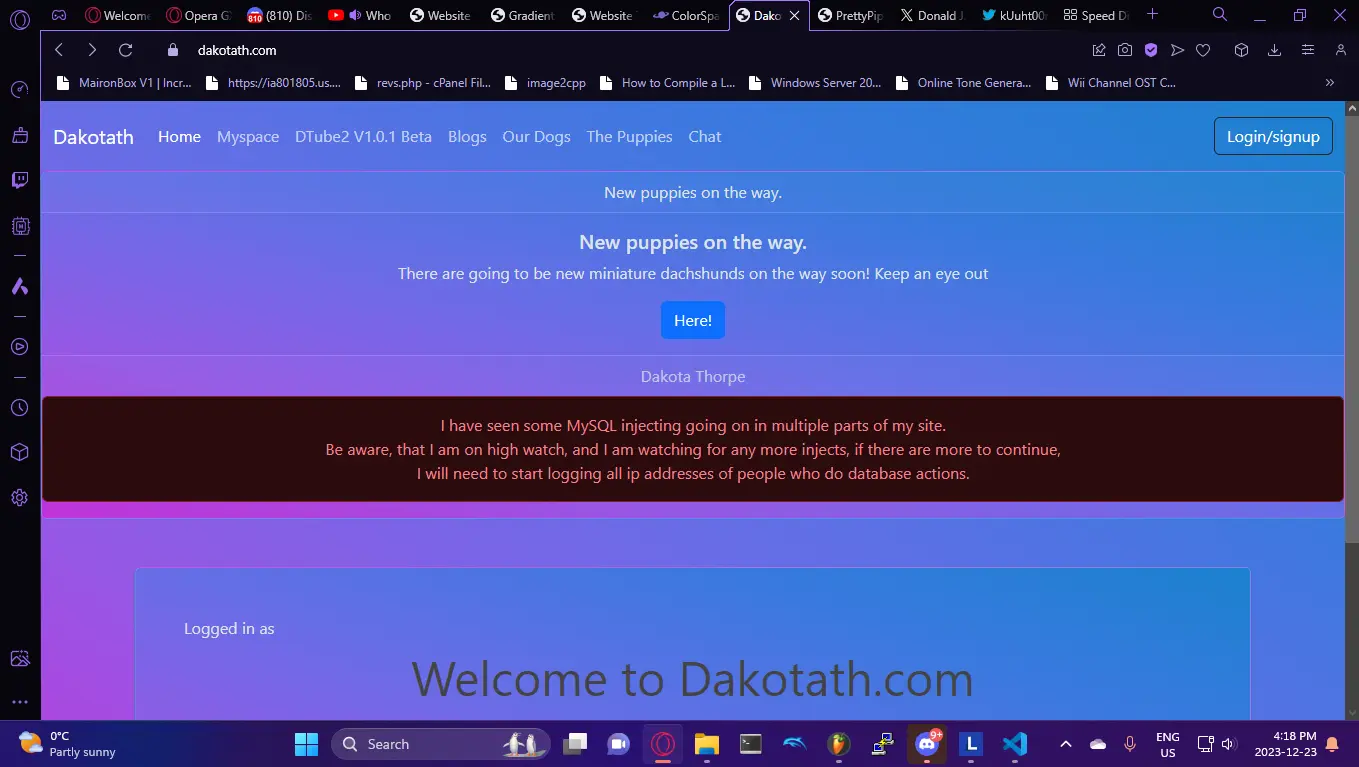 Welcome
Opera G
810
(810) Dis
Who
Website
Gradient
Website
ColorSpa
Dako
PrettyPip
Donald J.
kUuht00r
Speed Di
dakotath.com
MaironBox V1 | Incr...
https://ia801805.us....
revs.php - cPanel Fil...
image2cpp
How to Compile a L...
Windows Server 20...
Online Tone Genera...
Wii Channel OST C...
Dakotath
Home
Myspace
DTube2 V1.0.1 Beta
Blogs
Our Dogs
The Puppies
Chat
Login/signup
New puppies on the way.
New puppies on the way.
There are going to be new miniature dachshunds on the way soon! Keep an eye out
Here!
Dakota Thorpe
I have seen some MySQL injecting going on in multiple parts of my site.
Be aware, that I am on high watch, and I am watching for any more injects, if there are more to continue,
I will need to start logging all ip addresses of people who do database actions.
Logged in as
Welcome to Dakotath.com
0°C
Partly sunny
Search
9+
L
ENG
US
4:18 PM
2023-12-23